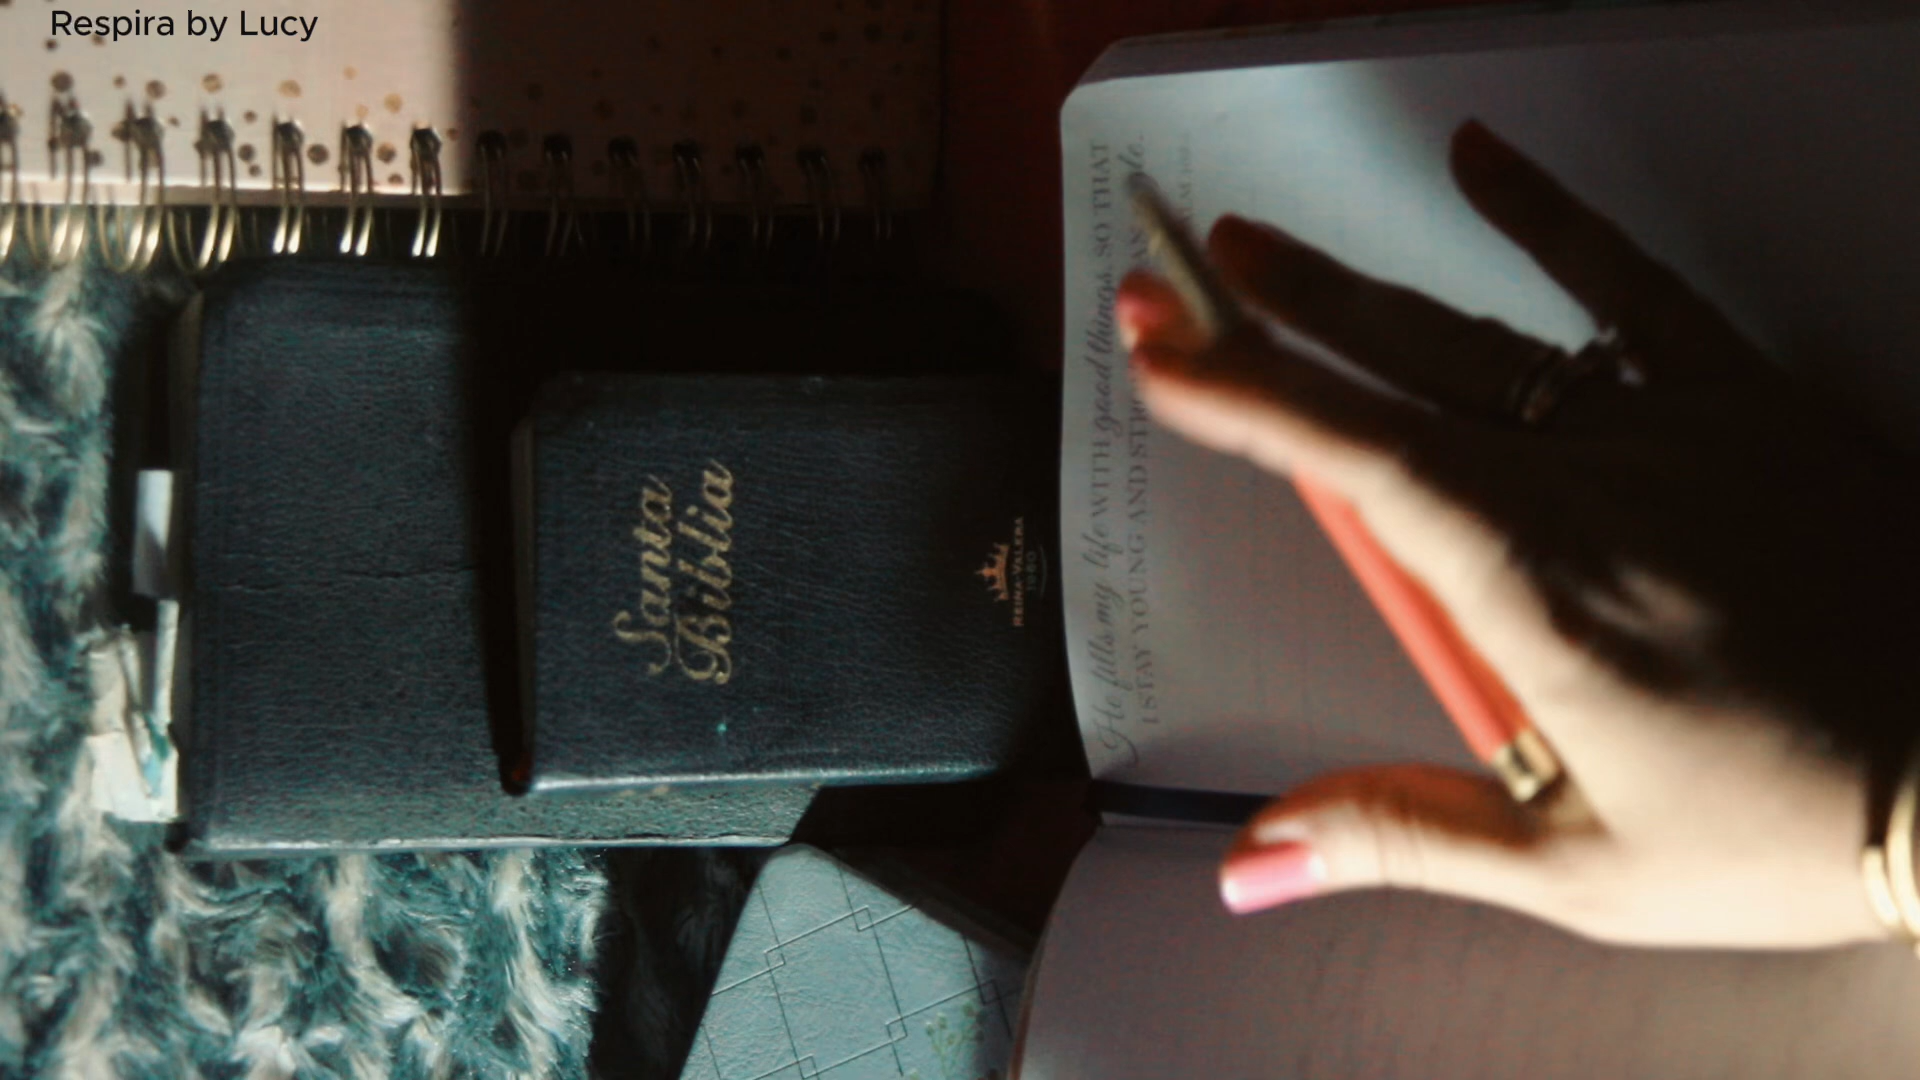 Respira by Lucy
Santa
Biblia
REINA-VALERA
1960
He fills my life WITH good things, SO THAT
I STAY YOUNG AND